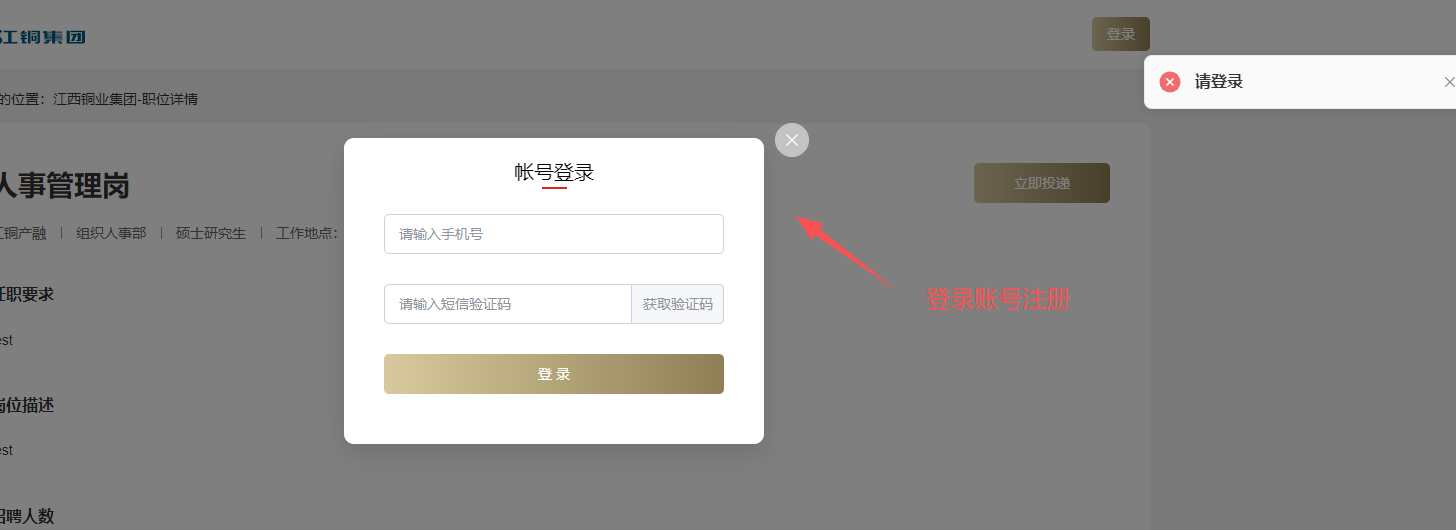 江铜集团
登录
请登录
的位置：江西铜业集团-职位详情
帐号登录
人事管理岗
立即投递
江铜产融 | 组织人事部 | 硕士研究生 | 工作地点：
请输入手机号
任职要求
登录账号注册
请输入短信验证码
获取验证码
est
登 录
岗位描述
est
招聘人数